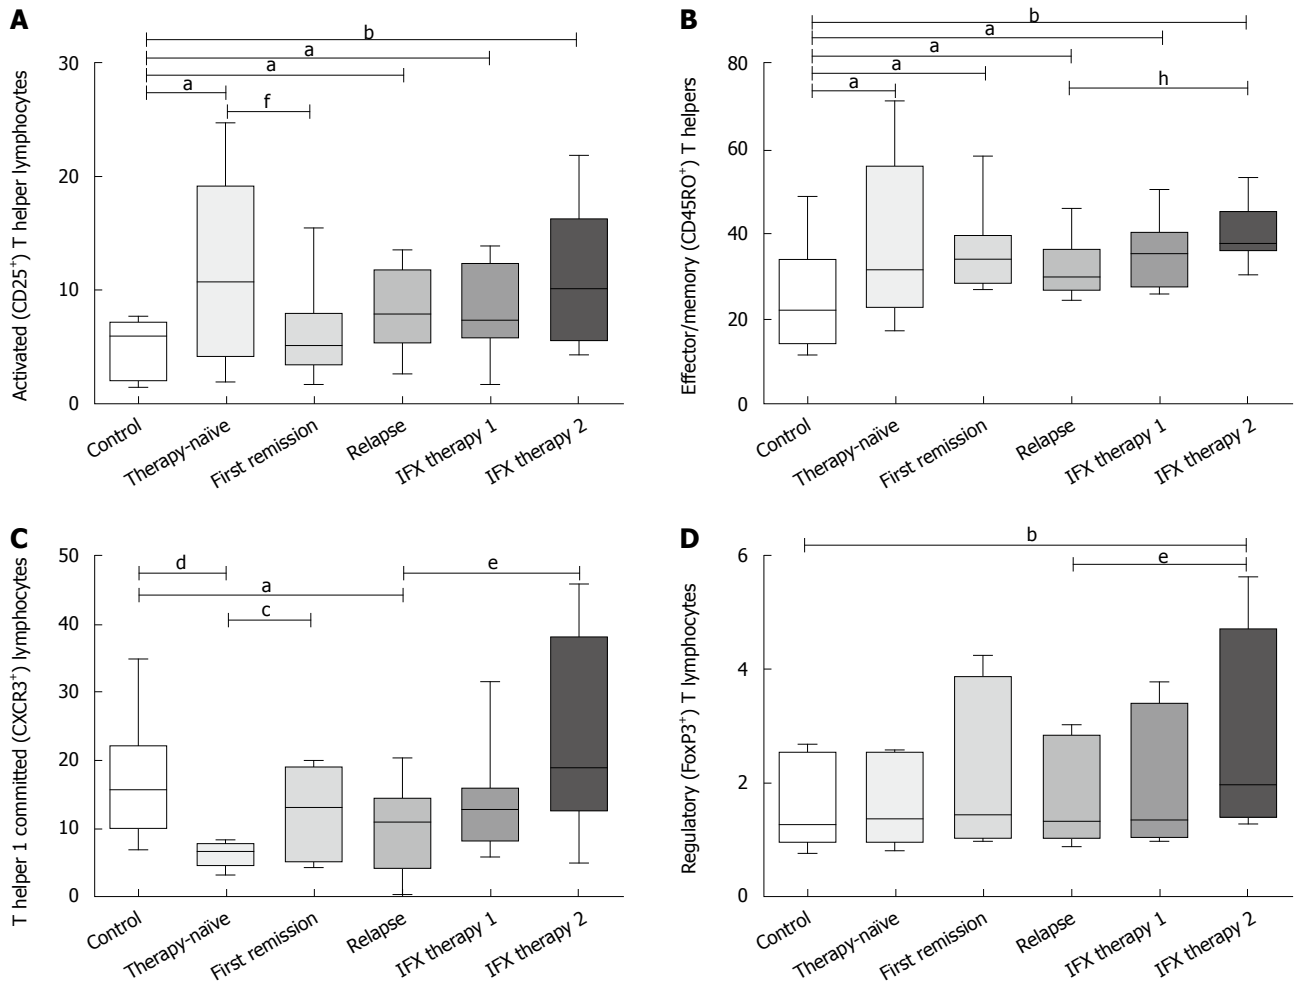 A
b
a
a
a
f
30
20
10
0
Activated (CD25⁺) T helper lymphocytes
Control
Therapy-naïve
First remission
Relapse
IFX therapy 1
IFX therapy 2
B
b
a
a
a
a
h
80
60
40
20
0
Effector/memory (CD45RO⁺) T helpers
Control
Therapy-naïve
First remission
Relapse
IFX therapy 1
IFX therapy 2
C
d
e
a
c
50
40
30
20
10
0
T helper 1 committed (CXCR3⁺) lymphocytes
Control
Therapy-naïve
First remission
Relapse
IFX therapy 1
IFX therapy 2
D
b
e
6
4
2
0
Regulatory (FoxP3⁺) T lymphocytes
Control
Therapy-naïve
First remission
Relapse
IFX therapy 1
IFX therapy 2